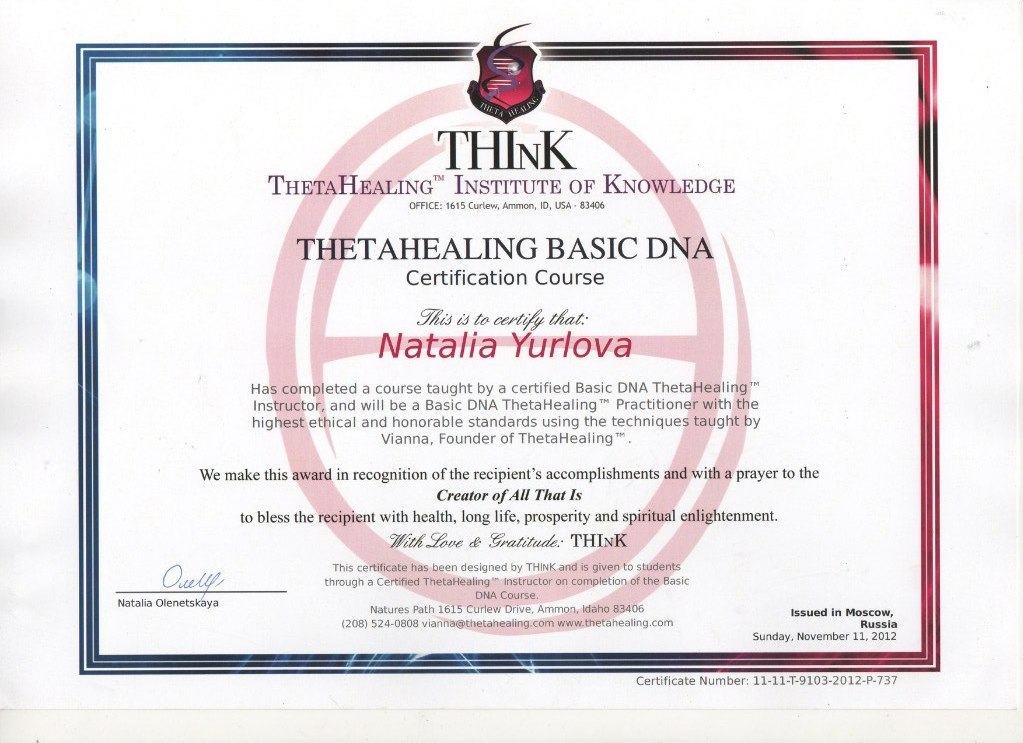 THETA HEALING
THInK
THETAHEALING™ INSTITUTE OF KNOWLEDGE
OFFICE: 1615 Curlew, Ammon, ID, USA - 83406
THETAHEALING BASIC DNA
Certification Course
This is to certify that:
Natalia Yurlova
Has completed a course taught by a certified Basic DNA ThetaHealing™
Instructor, and will be a Basic DNA ThetaHealing™ Practitioner with the
highest ethical and honorable standards using the techniques taught by
Vianna, Founder of ThetaHealing™.
We make this award in recognition of the recipient's accomplishments and with a prayer to the
Creator of All That Is
to bless the recipient with health, long life, prosperity and spiritual enlightenment.
With Love & Gratitude: THInK
This certificate has been designed by THInK and is given to students
through a Certified ThetaHealing™ Instructor on completion of the Basic
DNA Course.
Natures Path 1615 Curlew Drive, Ammon, Idaho 83406
(208) 524-0808 vianna@thetahealing.com www.thetahealing.com
Natalia Olenetskaya
Issued in Moscow,
Russia
Sunday, November 11, 2012
Certificate Number: 11-11-T-9103-2012-P-737